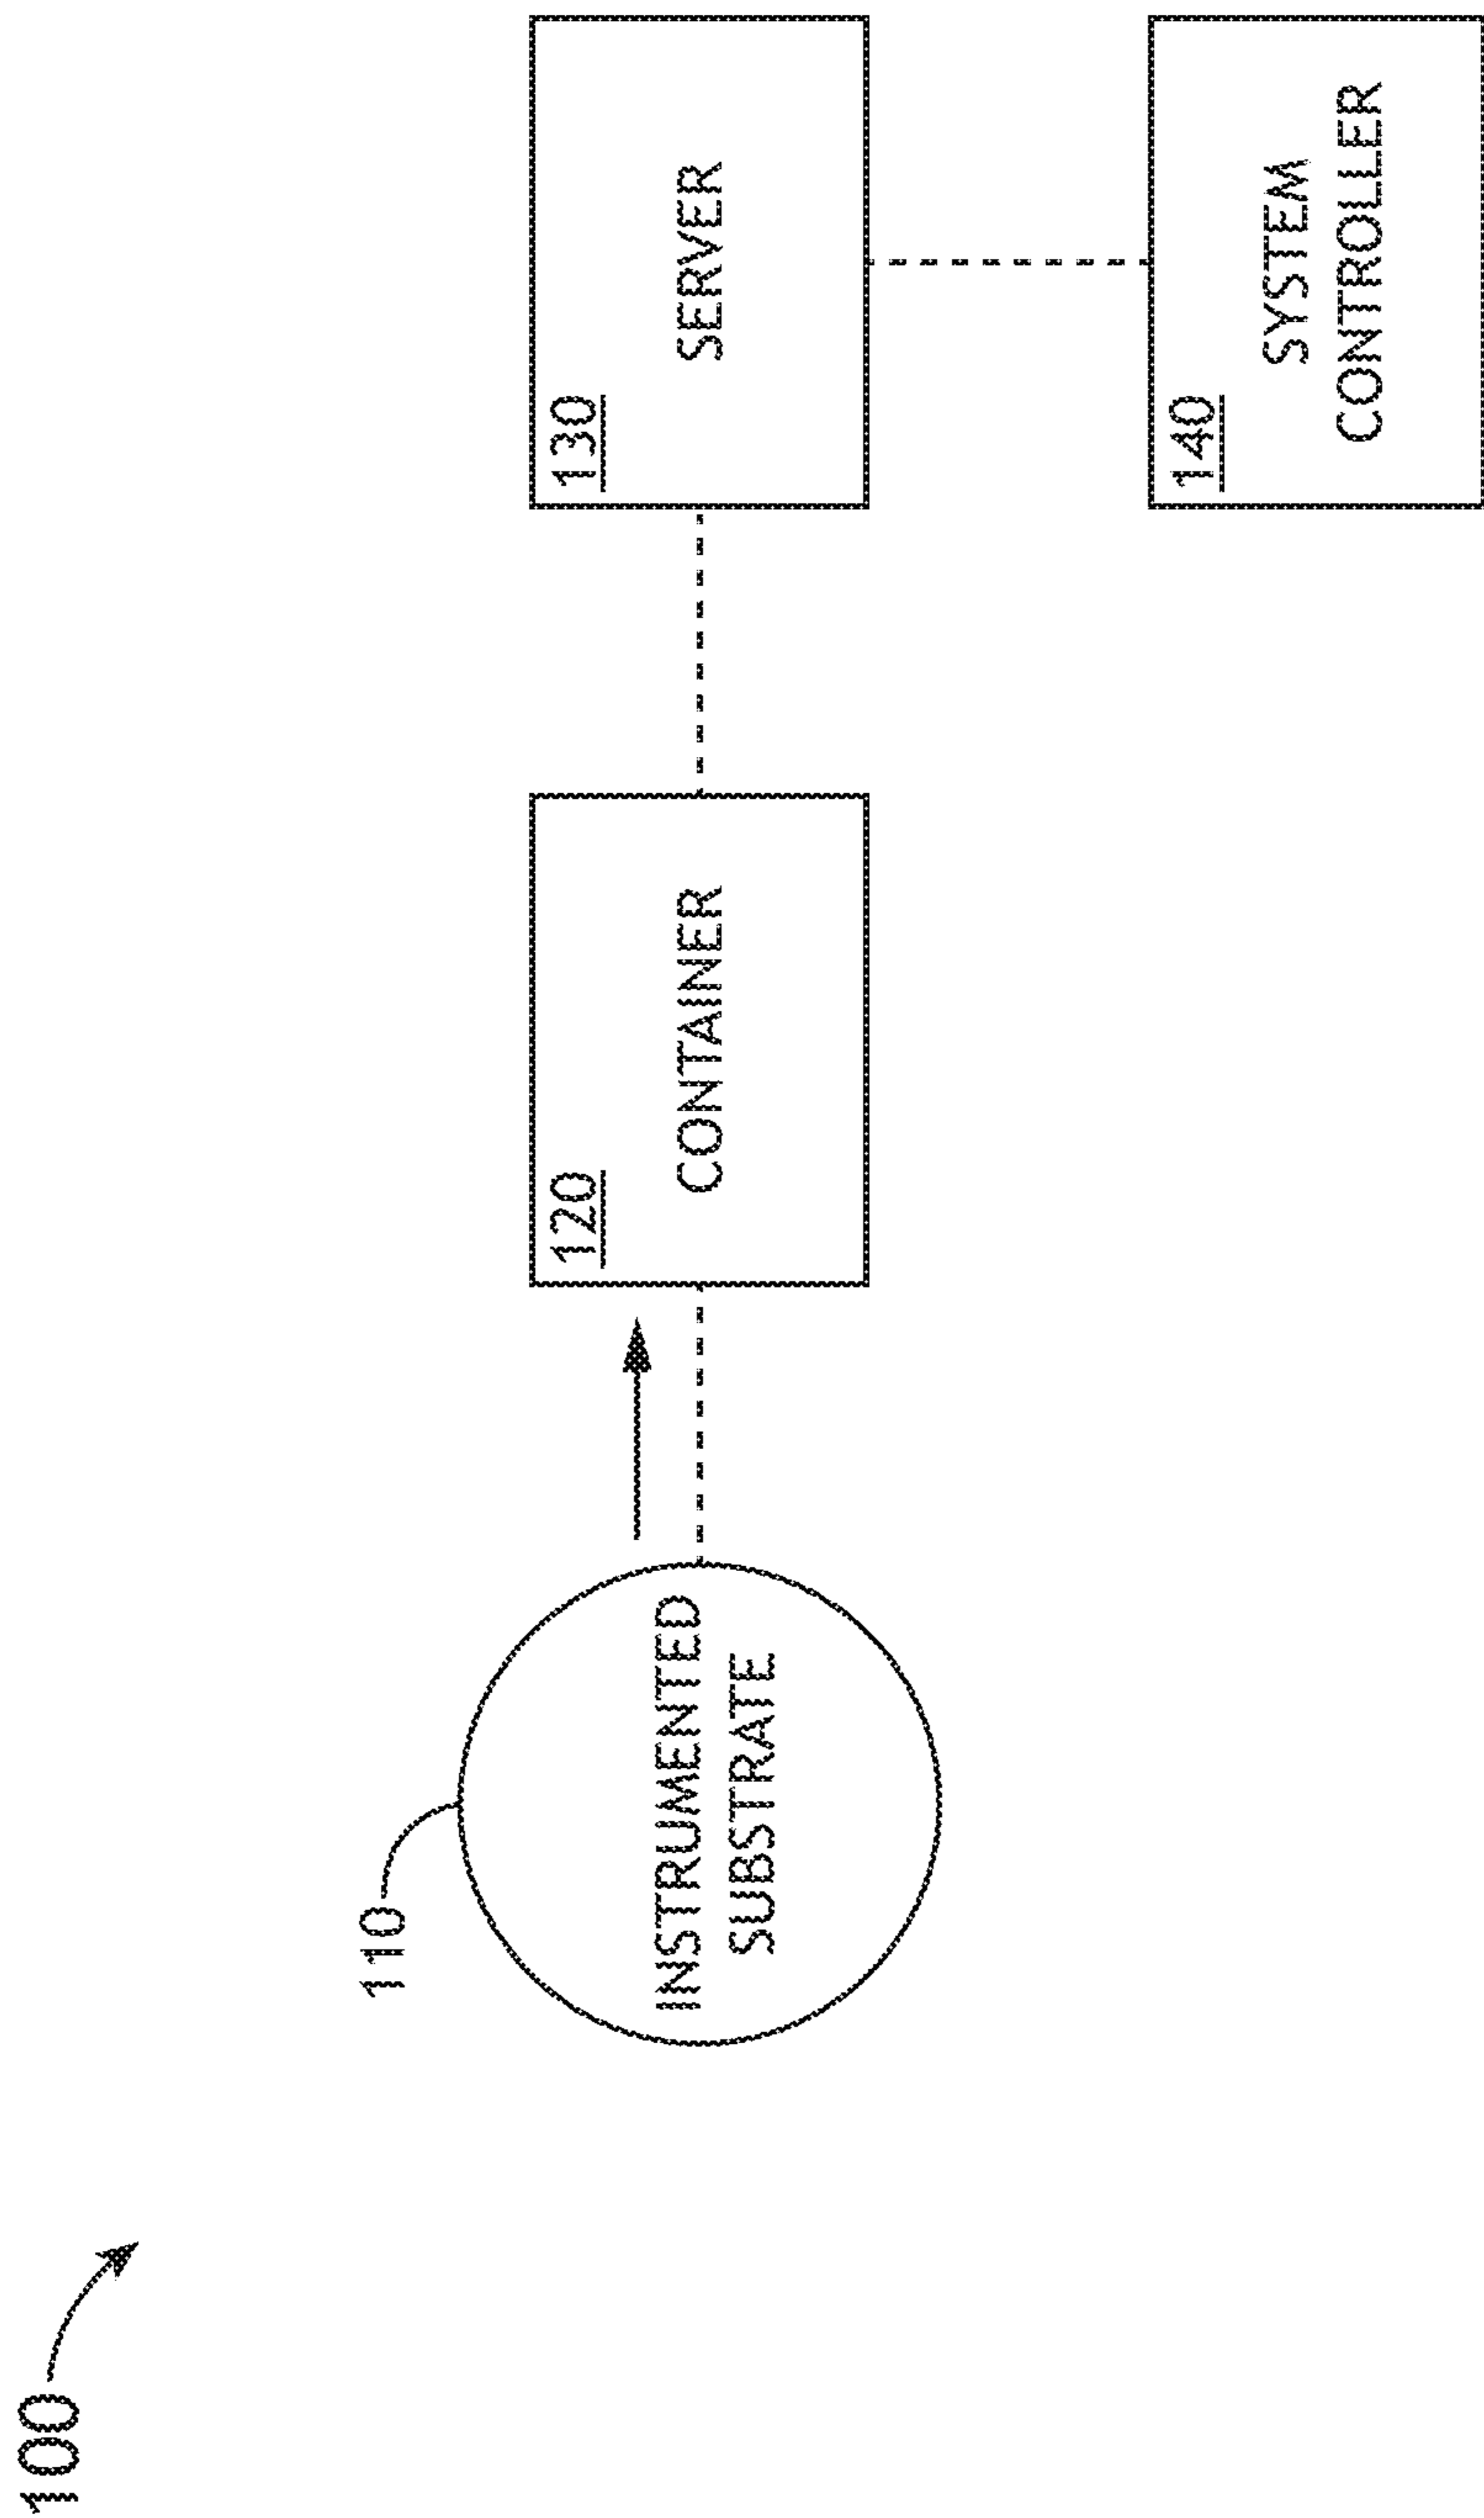 100
110
INSTRUMENTED
SUBSTRATE
120
CONTAINER
130
SERVER
140
SYSTEM
CONTROLLER